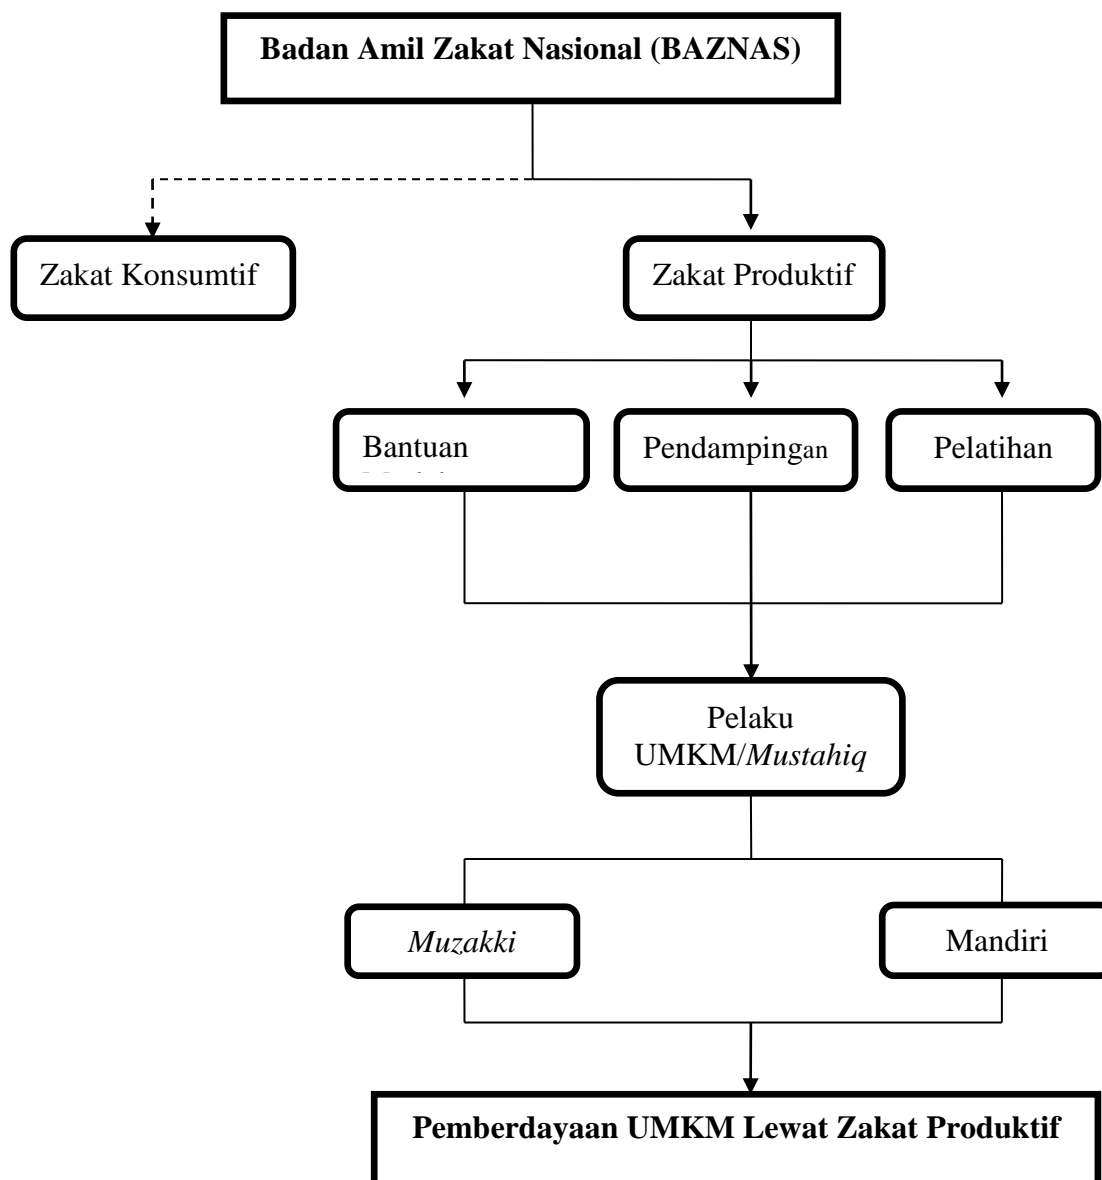 Badan Amil Zakat Nasional (BAZNAS)
Zakat Konsumtif
Zakat Produktif
Bantuan
Pendampingan
Pelatihan
Pelaku
UMKM/Mustahiq
Muzakki
Mandiri
Pemberdayaan UMKM Lewat Zakat Produktif